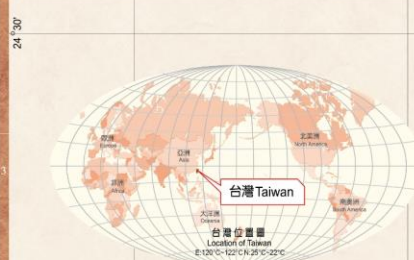 24°30'
3
歐洲
Europe
亞洲
Asia
北美洲
North America
台灣Taiwan
非洲
Africa
南美洲
South America
大洋洲
Oceania
台灣位置圖
Location of Taiwan
E:120°C~122°C N:25°C~22°C